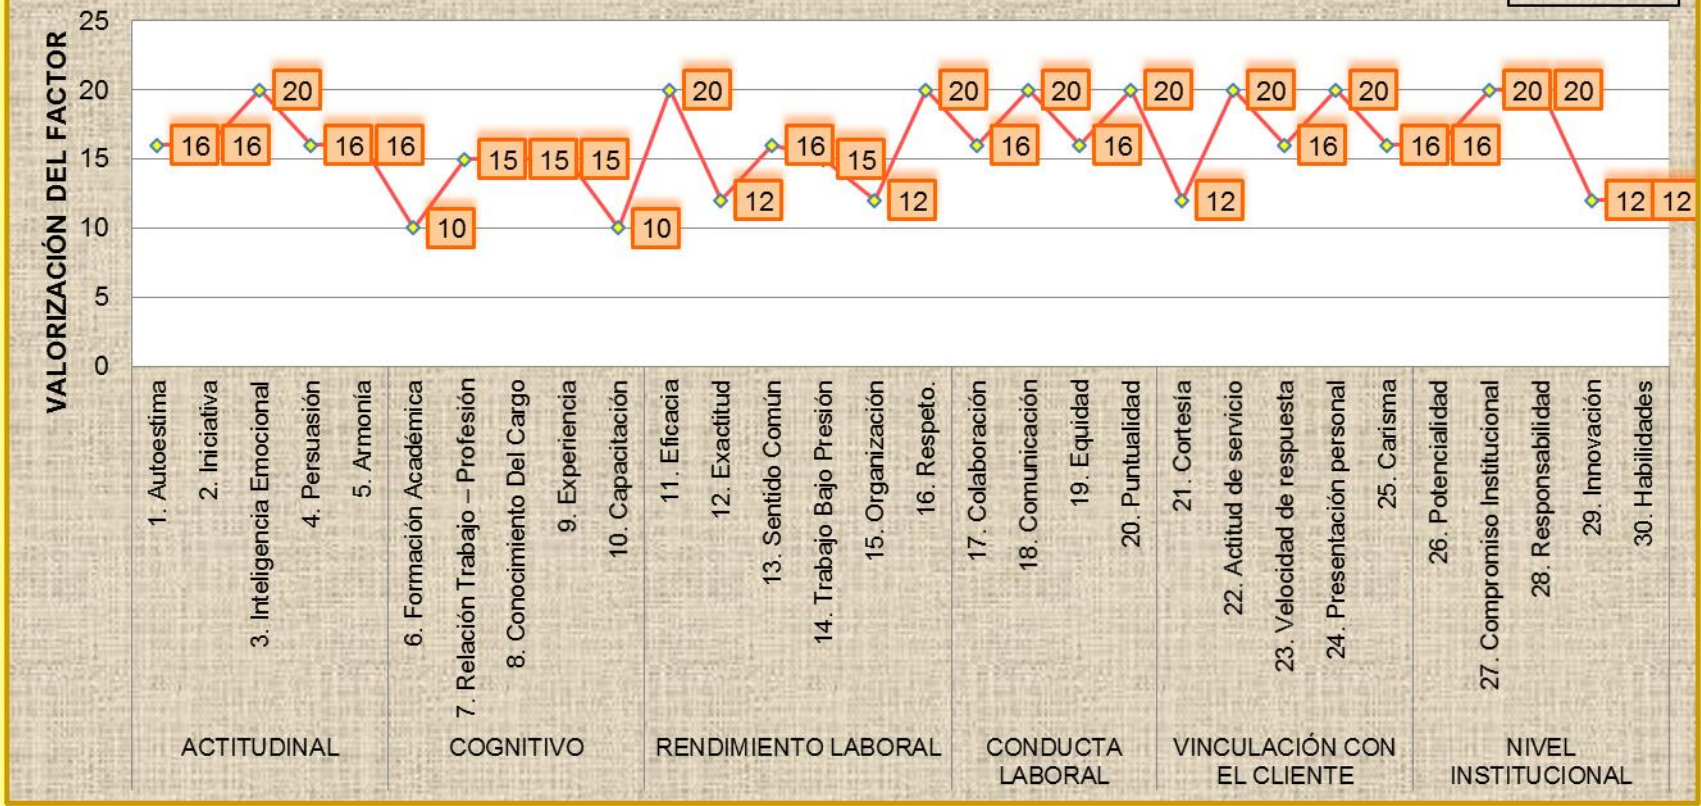 VALORIZACIÓN DEL FACTOR
25
20
15
10
5
0
16
16
20
16
16
10
15
15
15
10
20
12
16
15
12
20
16
20
16
20
12
20
16
20
16
16
20
20
12
12
1. Autoestima
2. Iniciativa
3. Inteligencia Emocional
4. Persuasión
5. Armonía
6. Formación Académica
7. Relación Trabajo – Profesión
8. Conocimiento Del Cargo
9. Experiencia
10. Capacitación
11. Eficacia
12. Exactitud
13. Sentido Común
14. Trabajo Bajo Presión
15. Organización
16. Respeto.
17. Colaboración
18. Comunicación
19. Equidad
20. Puntualidad
21. Cortesía
22. Actitud de servicio
23. Velocidad de respuesta
24. Presentación personal
25. Carisma
26. Potencialidad
27. Compromiso Institucional
28. Responsabilidad
29. Innovación
30. Habilidades
ACTITUDINAL
COGNITIVO
RENDIMIENTO LABORAL
CONDUCTA
LABORAL
VINCULACIÓN CON
EL CLIENTE
NIVEL
INSTITUCIONAL